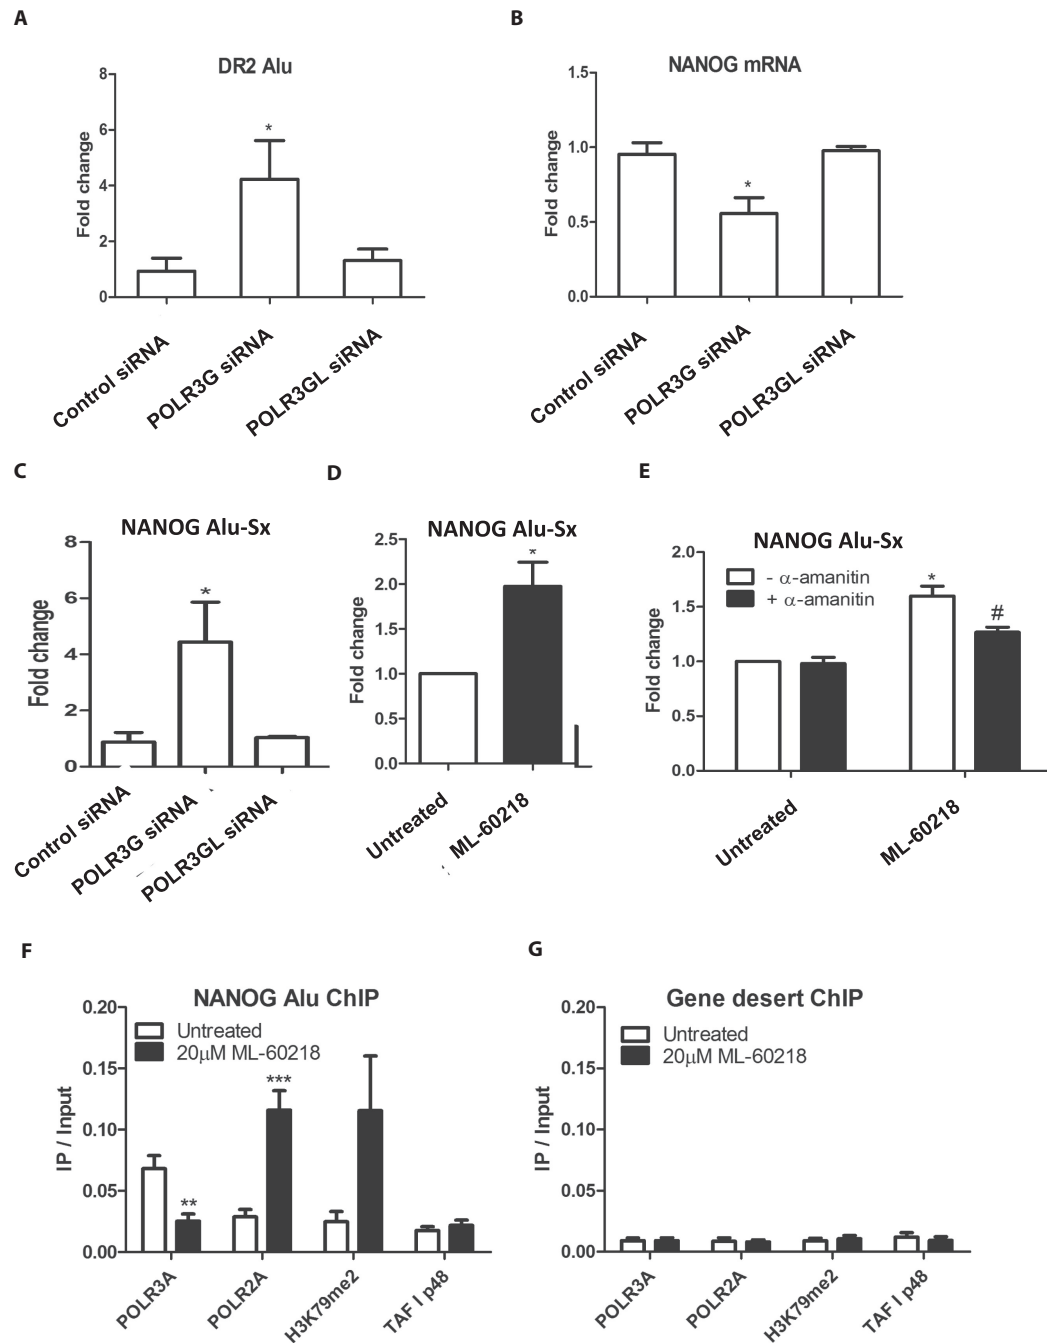 A
DR2 Alu
Fold change
8
6
4
2
0
*
Control siRNA
POLR3G siRNA
POLR3GL siRNA
B
NANOG mRNA
Fold change
1.5
1.0
0.5
0.0
*
Control siRNA
POLR3G siRNA
POLR3GL siRNA
C
NANOG Alu-Sx
Fold change
8
6
4
2
0
*
Control siRNA
POLR3G siRNA
POLR3GL siRNA
D
NANOG Alu-Sx
Fold change
2.5
2.0
1.5
1.0
0.5
0.0
*
Untreated
ML-60218
E
NANOG Alu-Sx
Fold change
2.0
1.5
1.0
0.5
0.0
- α-amanitin
+ α-amanitin
*
#
Untreated
ML-60218
F
NANOG Alu ChIP
IP / Input
0.20
0.15
0.10
0.05
0.00
Untreated
20µM ML-60218
**
***
POLR3A
POLR2A
H3K79me2
TAF I p48
G
Gene desert ChIP
IP / Input
0.20
0.15
0.10
0.05
0.00
Untreated
20µM ML-60218
POLR3A
POLR2A
H3K79me2
TAF I p48